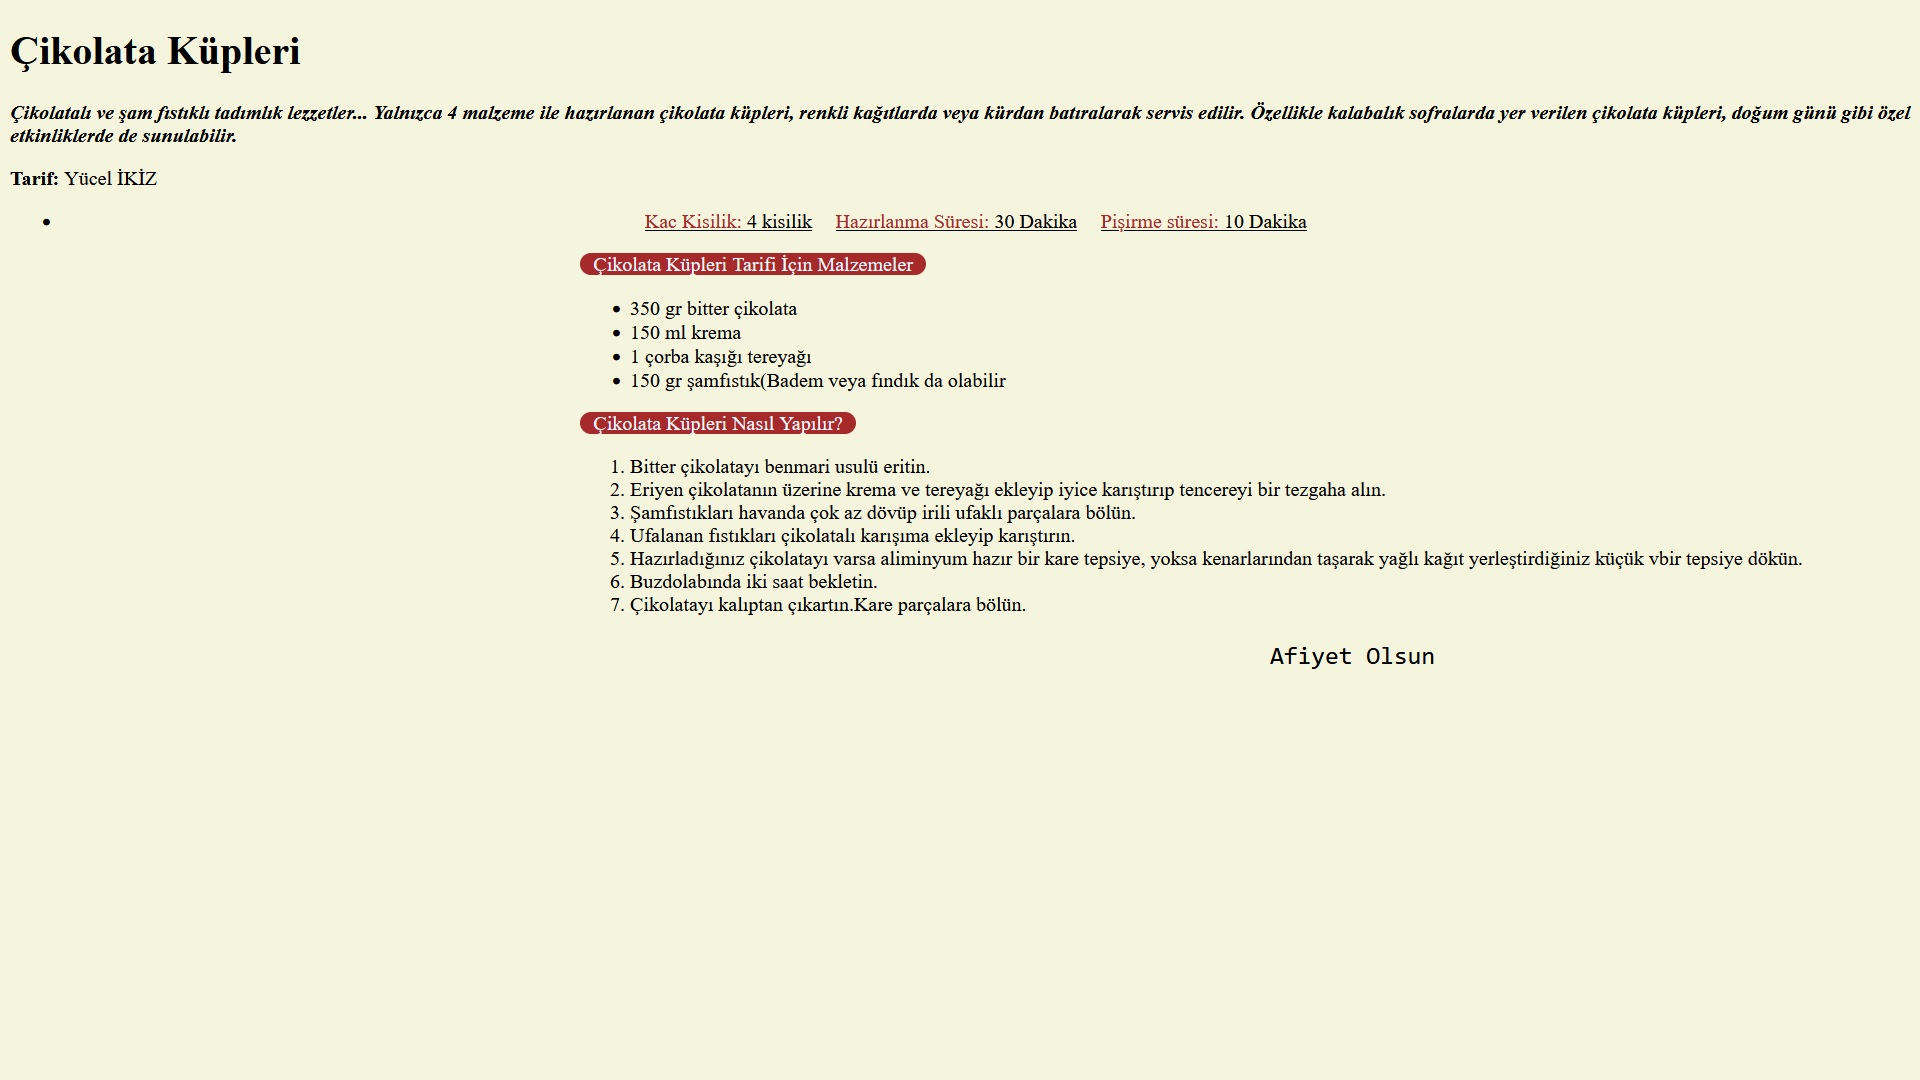 Çikolata Küpleri
Çikolatalı ve şam fıstıklı tadımlık lezzetler... Yalnızca 4 malzeme ile hazırlanan çikolata küpleri, renkli kağıtlarda veya kürdan batıralarak servis edilir. Özellikle kalabalık sofralarda yer verilen çikolata küpleri, doğum günü gibi özel
etkinliklerde de sunulabilir.
Tarif: Yücel İKİZ
• Kac Kisilik: 4 kisilik Hazırlanma Süresi: 30 Dakika Pişirme süresi: 10 Dakika
Çikolata Küpleri Tarifi İçin Malzemeler
• 350 gr bitter çikolata
• 150 ml krema
• 1 çorba kaşığı tereyağı
• 150 gr şamfıstık(Badem veya fındık da olabilir
Çikolata Küpleri Nasıl Yapılır?
1. Bitter çikolatayı benmari usulü eritin.
2. Eriyen çikolatanın üzerine krema ve tereyağı ekleyip iyice karıştırıp tencereyi bir tezgaha alın.
3. Şamfıstıkları havanda çok az dövüp irili ufaklı parçalara bölün.
4. Ufalanan fıstıkları çikolatalı karışıma ekleyip karıştırın.
5. Hazırladığınız çikolatayı varsa aliminyum hazır bir kare tepsiye, yoksa kenarlarından taşarak yağlı kağıt yerleştirdiğiniz küçük vbir tepsiye dökün.
6. Buzdolabında iki saat bekletin.
7. Çikolatayı kalıptan çıkartın.Kare parçalara bölün.
Afiyet Olsun